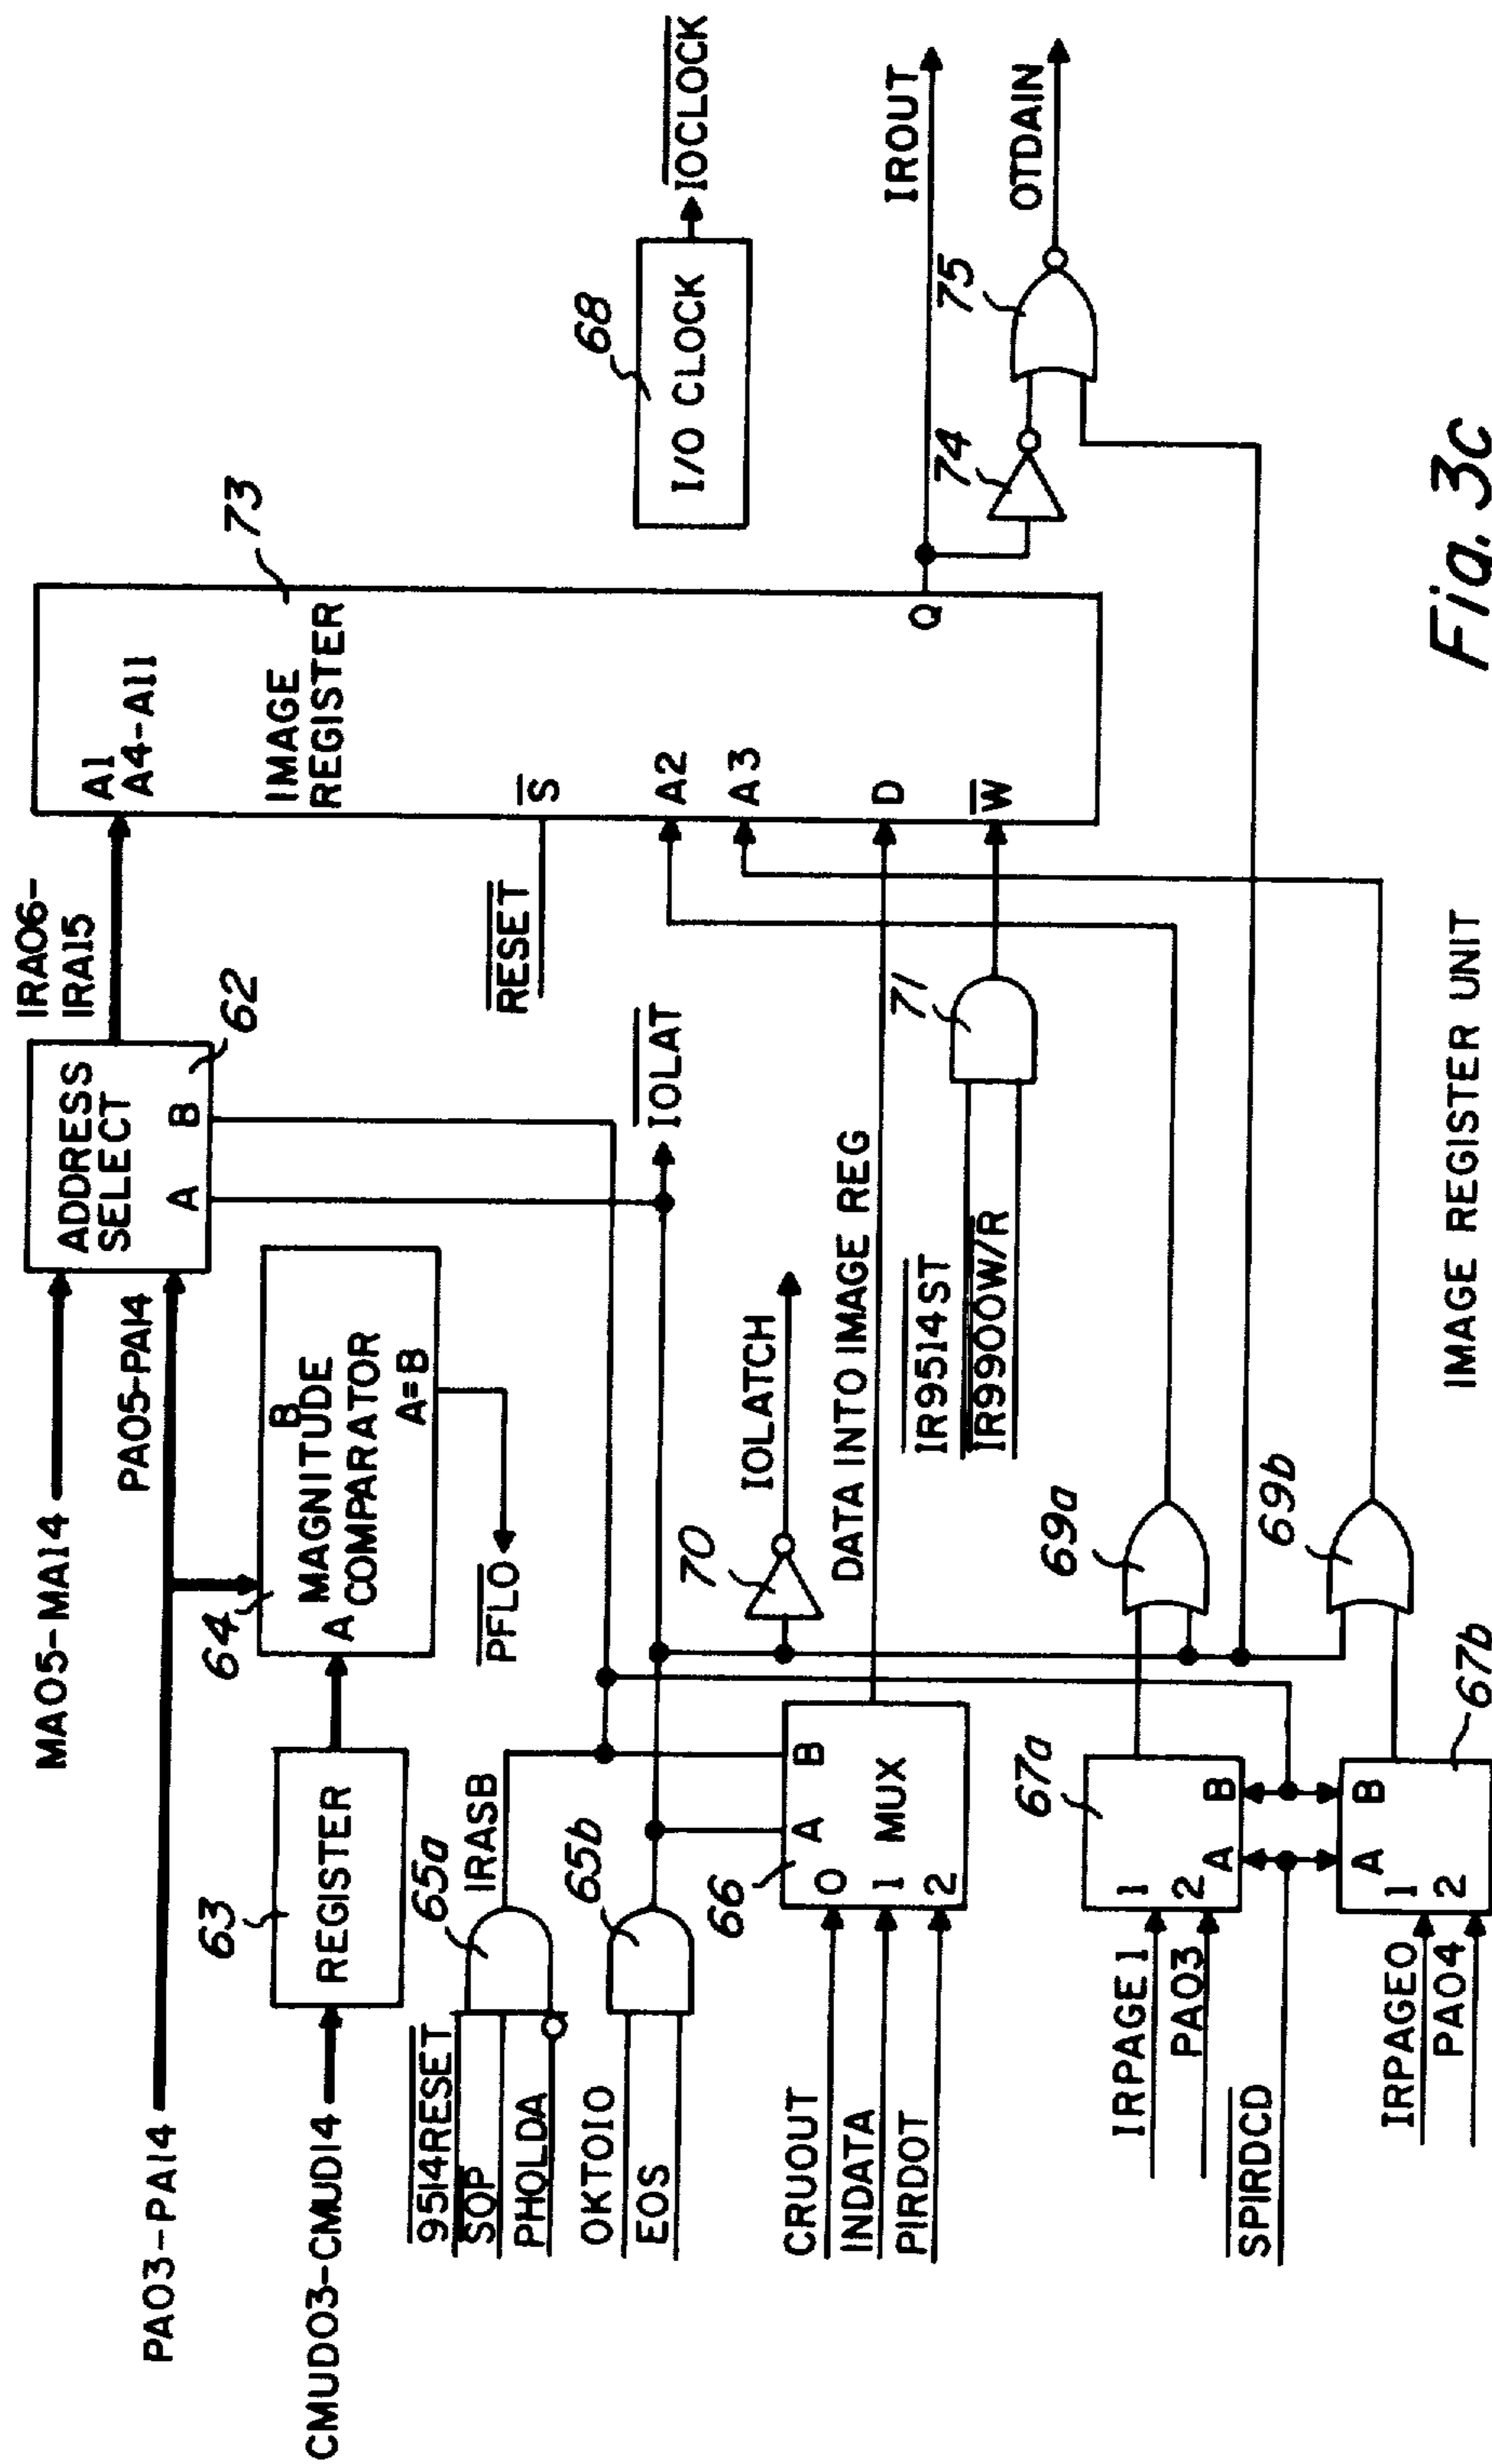 PA03-PA14
CMUD03-CMUD14
MA05-MA14
PA05-PA14
63
REGISTER
64
B
MAGNITUDE
COMPARATOR
A
A=B
PFLO
ADDRESS
SELECT
A
B
62
IRA06-
IRA15
A1
A4-A11
IMAGE
REGISTER
73
S
RESET
A2
A3
D
W
Q
9514RESET
SOP
PHOLDA
65a
IRASB
OKTOIO
EOS
65b
IOLAT
70
IOLATCH
68
I/O CLOCK
IOCLOCK
CRUOUT
INDATA
PIRDOT
66
0
1
2
A
B
MUX
DATA INTO IMAGE REG
IR9514ST
IR9900W/R
71
IROUT
74
75
OTDAIN
IRPAGE1
PA03
67a
1
2
A
B
69a
SPIRDCD
IRPAGE0
PA04
67b
1
2
A
B
69b
IMAGE REGISTER UNIT
Fig. 3c